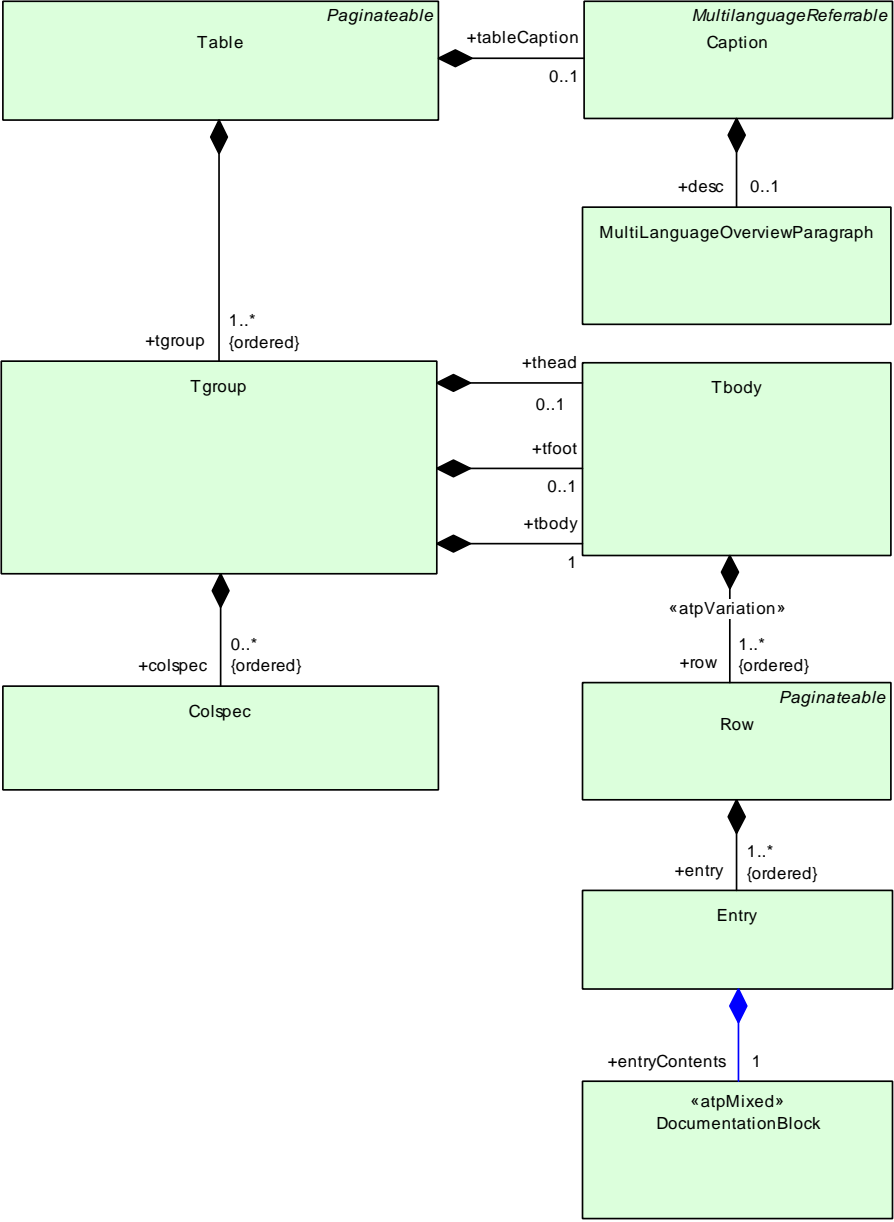 Paginateable
Table
+tableCaption
0..1
MultilanguageReferrable
Caption
+desc
0..1
MultiLanguageOverviewParagraph
1..*
+tgroup
{ordered}
Tgroup
+thead
0..1
+tfoot
0..1
+tbody
1
Tbody
«atpVariation»
1..*
+row
{ordered}
0..*
+colspec
{ordered}
Colspec
Paginateable
Row
1..*
+entry
{ordered}
Entry
+entryContents
1
«atpMixed»
DocumentationBlock